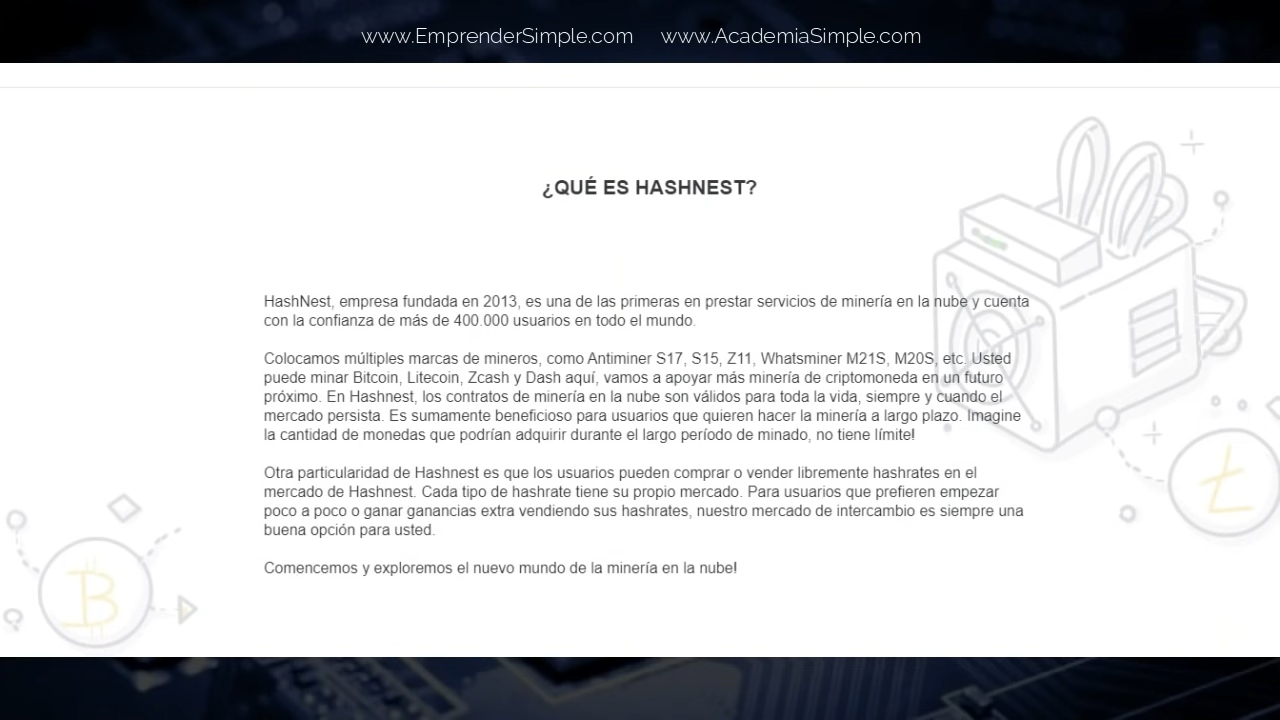 www.EmprenderSimple.com www.AcademiaSimple.com
¿QUÉ ES HASHNEST?
HashNest, empresa fundada en 2013, es una de las primeras en prestar servicios de minería en la nube y cuenta
con la confianza de más de 400.000 usuarios en todo el mundo.
Colocamos múltiples marcas de mineros, como Antiminer S17, S15, Z11, Whatsminer M21S, M20S, etc. Usted
puede minar Bitcoin, Litecoin, Zcash y Dash aquí, vamos a apoyar más minería de criptomoneda en un futuro
próximo. En Hashnest, los contratos de minería en la nube son válidos para toda la vida, siempre y cuando el
mercado persista. Es sumamente beneficioso para usuarios que quieren hacer la minería a largo plazo. Imagine
la cantidad de monedas que podrían adquirir durante el largo período de minado, no tiene límite!
Otra particularidad de Hashnest es que los usuarios pueden comprar o vender libremente hashrates en el
mercado de Hashnest. Cada tipo de hashrate tiene su propio mercado. Para usuarios que prefieren empezar
poco a poco o ganar ganancias extra vendiendo sus hashrates, nuestro mercado de intercambio es siempre una
buena opción para usted.
Comencemos y exploremos el nuevo mundo de la minería en la nube!